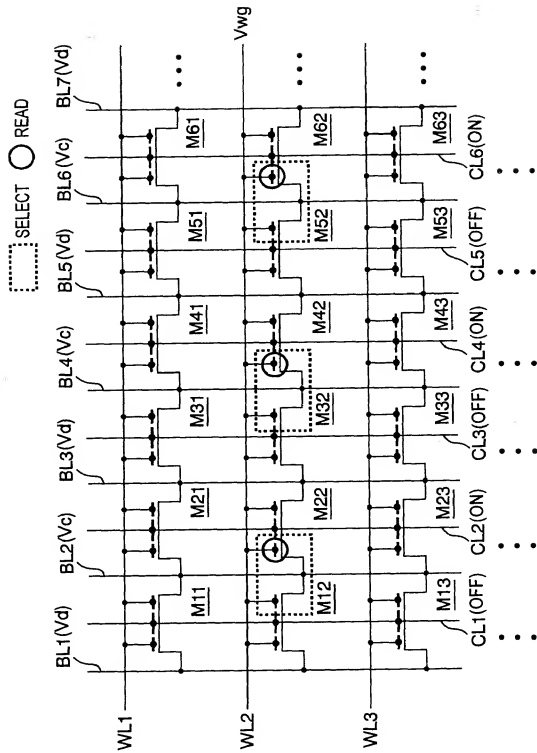 SELECT READ
BL1(Vd) BL2(Vc) BL3(Vd) BL4(Vc) BL5(Vd) BL6(Vc) BL7(Vd)
WL1
M11 M21 M31 M41 M51 M61
WL2 Vwg
M12 M22 M32 M42 M52 M62
WL3
M13 M23 M33 M43 M53 M63
CL1(OFF) CL2(ON) CL3(OFF) CL4(ON) CL5(OFF) CL6(ON)